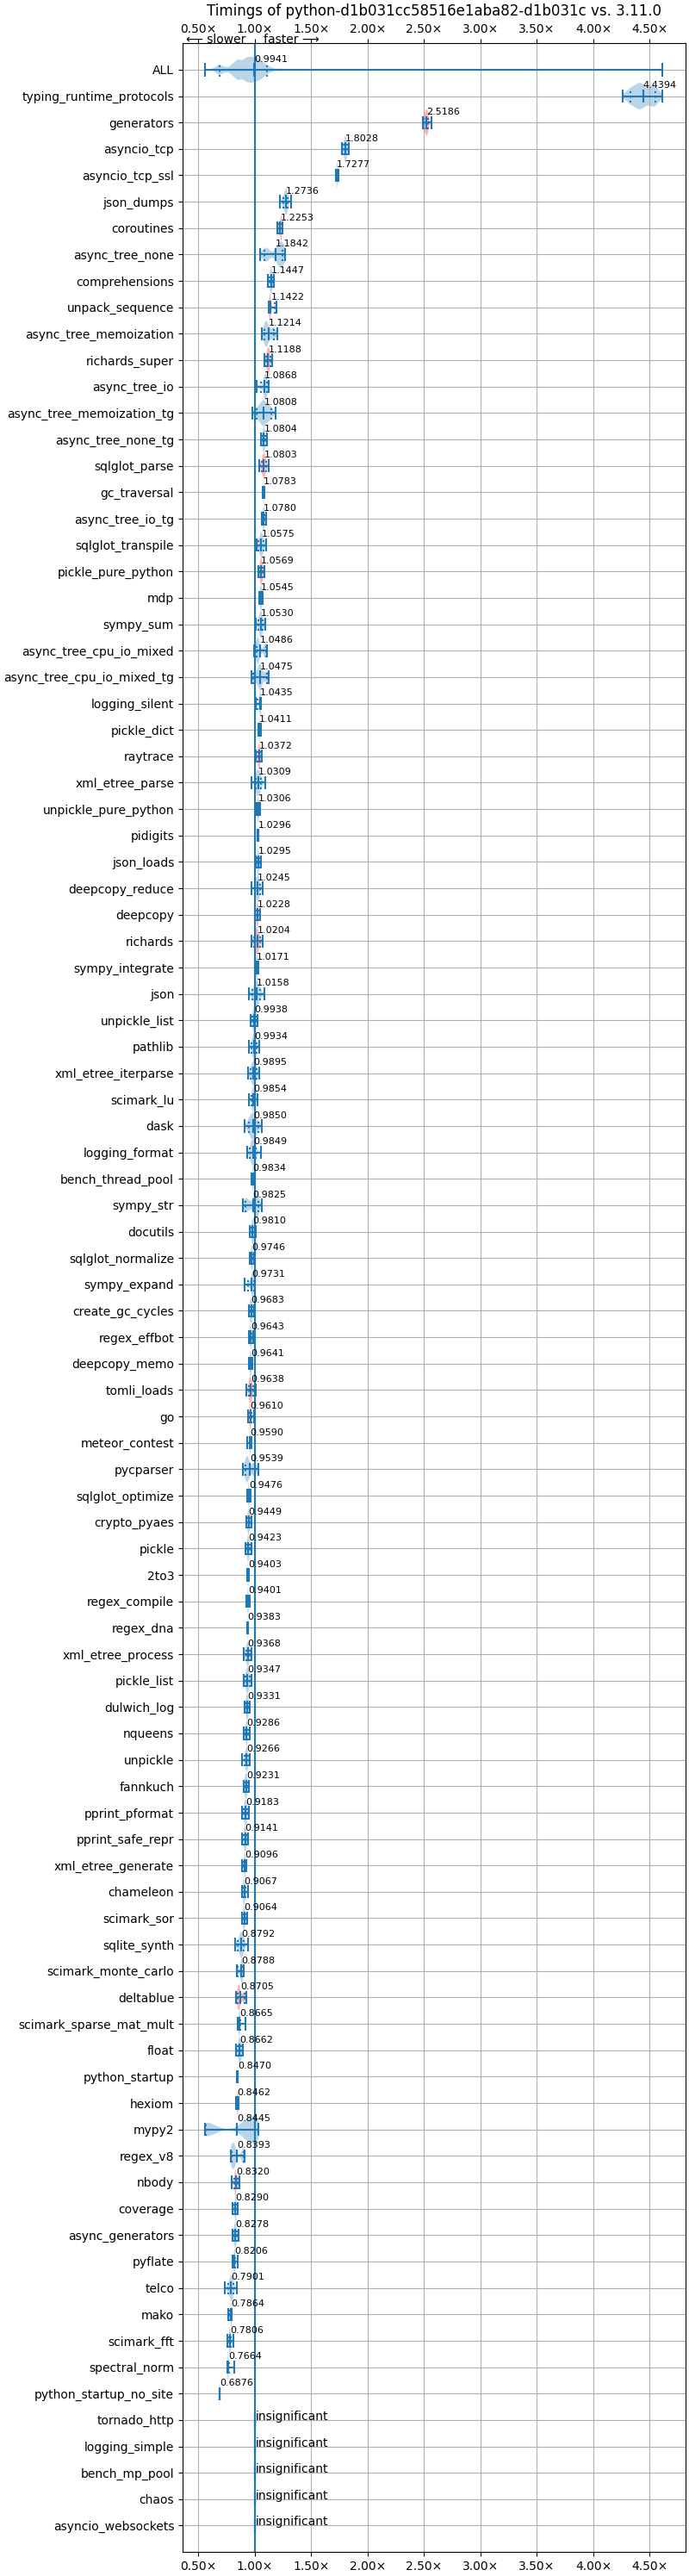 Timings of python-d1b031cc58516e1aba82-d1b031c vs. 3.11.0
0.50× 1.00× 1.50× 2.00× 2.50× 3.00× 3.50× 4.00× 4.50×
⟵ slower faster ⟶
ALL 0.9941
typing_runtime_protocols 4.4394
generators 2.5186
asyncio_tcp 1.8028
asyncio_tcp_ssl 1.7277
json_dumps 1.2736
coroutines 1.2253
async_tree_none 1.1842
comprehensions 1.1447
unpack_sequence 1.1422
async_tree_memoization 1.1214
richards_super 1.1188
async_tree_io 1.0868
async_tree_memoization_tg 1.0808
async_tree_none_tg 1.0804
sqlglot_parse 1.0803
gc_traversal 1.0783
async_tree_io_tg 1.0780
sqlglot_transpile 1.0575
pickle_pure_python 1.0569
mdp 1.0545
sympy_sum 1.0530
async_tree_cpu_io_mixed 1.0486
async_tree_cpu_io_mixed_tg 1.0475
logging_silent 1.0435
pickle_dict 1.0411
raytrace 1.0372
xml_etree_parse 1.0309
unpickle_pure_python 1.0306
pidigits 1.0296
json_loads 1.0295
deepcopy_reduce 1.0245
deepcopy 1.0228
richards 1.0204
sympy_integrate 1.0171
json 1.0158
unpickle_list 0.9938
pathlib 0.9934
xml_etree_iterparse 0.9895
scimark_lu 0.9854
dask 0.9850
logging_format 0.9849
bench_thread_pool 0.9834
sympy_str 0.9825
docutils 0.9810
sqlglot_normalize 0.9746
sympy_expand 0.9731
create_gc_cycles 0.9683
regex_effbot 0.9643
deepcopy_memo 0.9641
tomli_loads 0.9638
go 0.9610
meteor_contest 0.9590
pycparser 0.9539
sqlglot_optimize 0.9476
crypto_pyaes 0.9449
pickle 0.9423
2to3 0.9403
regex_compile 0.9401
regex_dna 0.9383
xml_etree_process 0.9368
pickle_list 0.9347
dulwich_log 0.9331
nqueens 0.9286
unpickle 0.9266
fannkuch 0.9231
pprint_pformat 0.9183
pprint_safe_repr 0.9141
xml_etree_generate 0.9096
chameleon 0.9067
scimark_sor 0.9064
sqlite_synth 0.8792
scimark_monte_carlo 0.8788
deltablue 0.8705
scimark_sparse_mat_mult 0.8665
float 0.8662
python_startup 0.8470
hexiom 0.8462
mypy2 0.8445
regex_v8 0.8393
nbody 0.8320
coverage 0.8290
async_generators 0.8278
pyflate 0.8206
telco 0.7901
mako 0.7864
scimark_fft 0.7806
spectral_norm 0.7664
python_startup_no_site 0.6876
tornado_http insignificant
logging_simple insignificant
bench_mp_pool insignificant
chaos insignificant
asyncio_websockets insignificant
0.50× 1.00× 1.50× 2.00× 2.50× 3.00× 3.50× 4.00× 4.50×